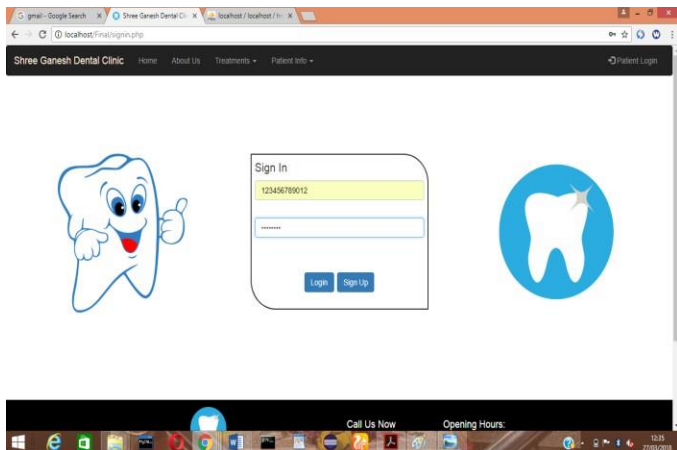 gmail - Google Search
Shree Ganesh Dental Cli
localhost / localhost / h
localhost/Final/signin.php
Shree Ganesh Dental Clinic Home About Us Treatments Patient Info Patient Login
Sign In
123456789012
••••••••
Login Sign Up
Call Us Now Opening Hours:
12:35
27/03/2018